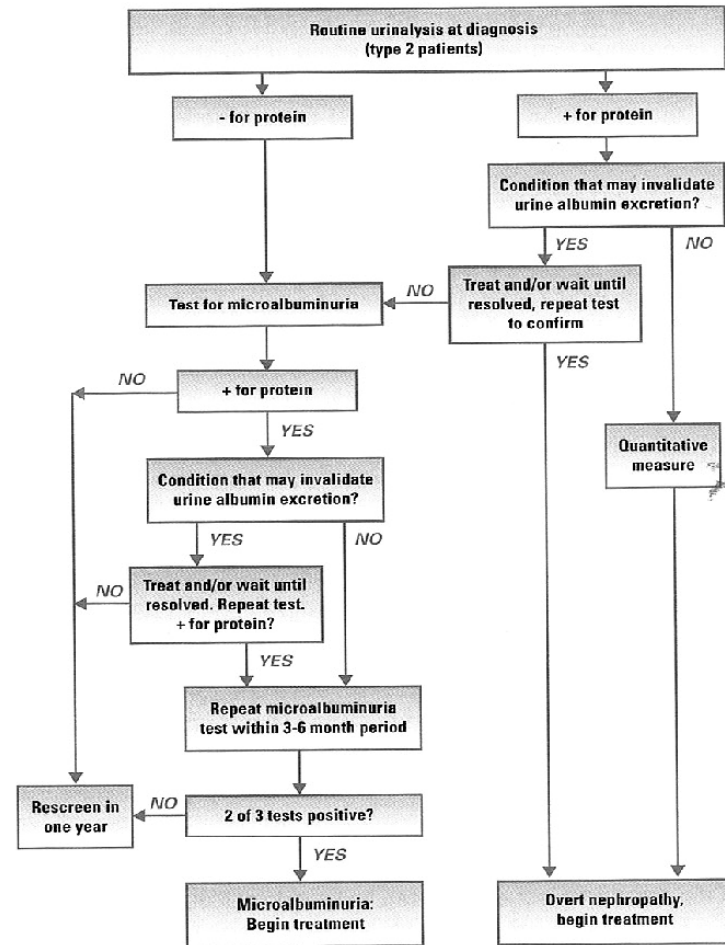 Routine urinalysis at diagnosis
(type 2 patients)
- for protein
+ for protein
Condition that may invalidate
urine albumin excretion?
YES
NO
Test for microalbuminuria
NO
Treat and/or wait until
resolved, repeat test
to confirm
YES
NO
+ for protein
YES
Quantitative
measure
Condition that may invalidate
urine albumin excretion?
YES
NO
NO
Treat and/or wait until
resolved. Repeat test.
+ for protein?
YES
Repeat microalbuminuria
test within 3-6 month period
Rescreen in
one year
NO
2 of 3 tests positive?
YES
Microalbuminuria:
Begin treatment
Overt nephropathy,
begin treatment